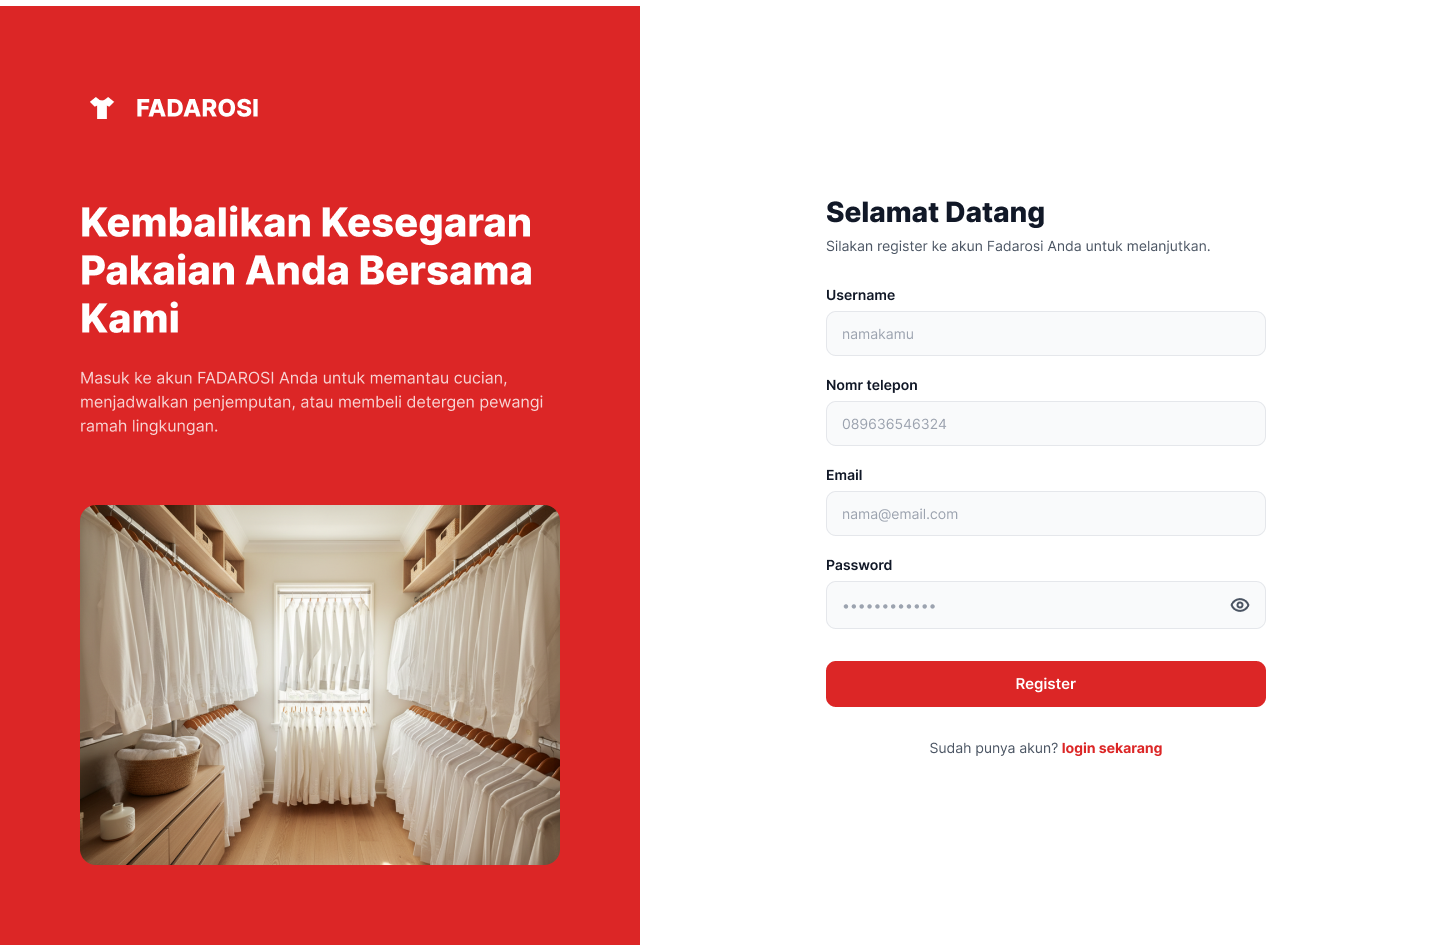 FADAROSI
Kembalikan Kesegaran
Pakaian Anda Bersama
Kami
Masuk ke akun FADAROSI Anda untuk memantau cucian,
menjadwalkan penjemputan, atau membeli detergen pewangi
ramah lingkungan.
Selamat Datang
Silakan register ke akun Fadarosi Anda untuk melanjutkan.
Username
namakamu
Nomr telepon
089636546324
Email
nama@email.com
Password
••••••••••••
Register
Sudah punya akun? login sekarang